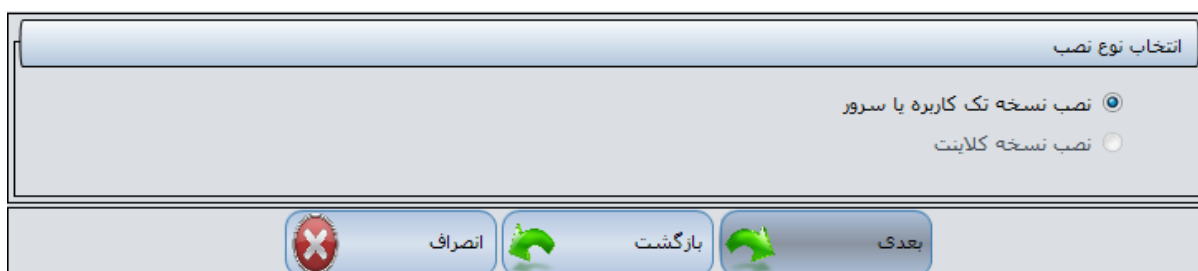 انتخاب نوع نصب
نصب نسخه تک کاربره یا سرور
نصب نسخه کلاینت
بعدی
بازگشت
انصراف